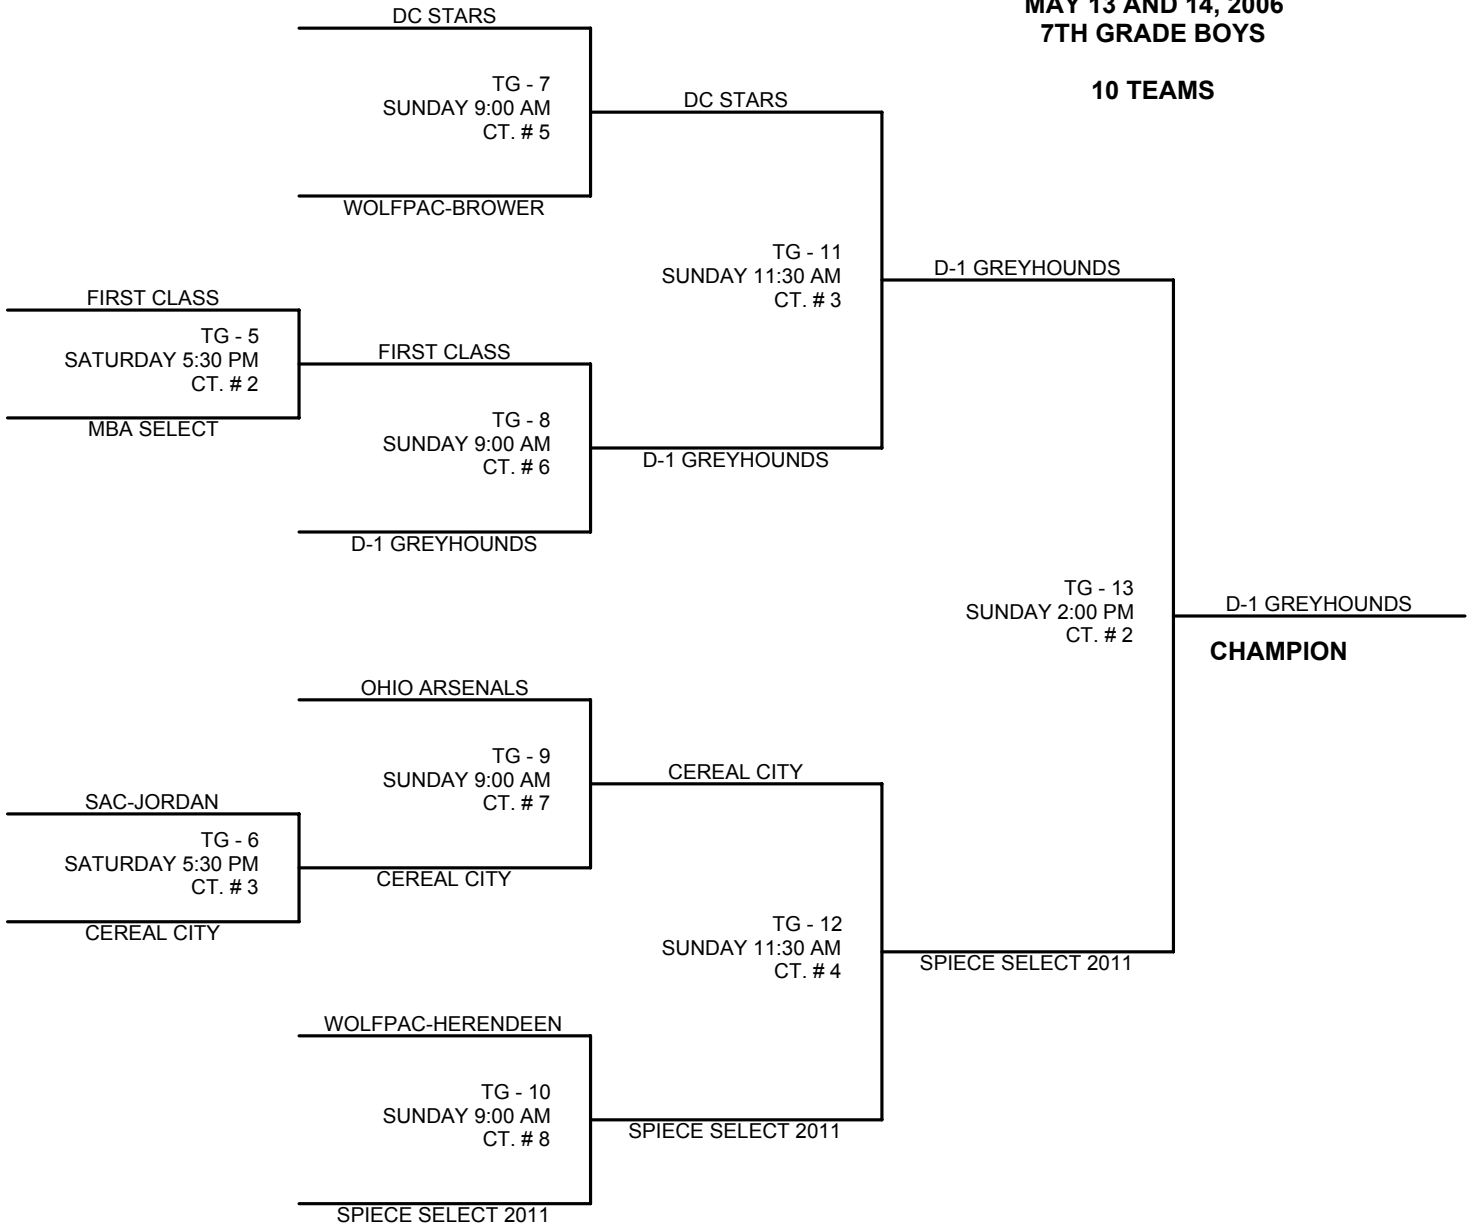 MAY 13 AND 14, 2006
7TH GRADE BOYS
10 TEAMS
DC STARS
TG - 7
SUNDAY 9:00 AM
CT. # 5
WOLFPAC-BROWER
DC STARS
TG - 11
SUNDAY 11:30 AM
CT. # 3
D-1 GREYHOUNDS
FIRST CLASS
TG - 5
SATURDAY 5:30 PM
CT. # 2
MBA SELECT
FIRST CLASS
TG - 8
SUNDAY 9:00 AM
CT. # 6
D-1 GREYHOUNDS
D-1 GREYHOUNDS
TG - 13
SUNDAY 2:00 PM
CT. # 2
D-1 GREYHOUNDS
CHAMPION
OHIO ARSENALS
TG - 9
SUNDAY 9:00 AM
CT. # 7
CEREAL CITY
SAC-JORDAN
TG - 6
SATURDAY 5:30 PM
CT. # 3
CEREAL CITY
CEREAL CITY
TG - 12
SUNDAY 11:30 AM
CT. # 4
SPIECE SELECT 2011
WOLFPAC-HERENDEEN
TG - 10
SUNDAY 9:00 AM
CT. # 8
SPIECE SELECT 2011
SPIECE SELECT 2011